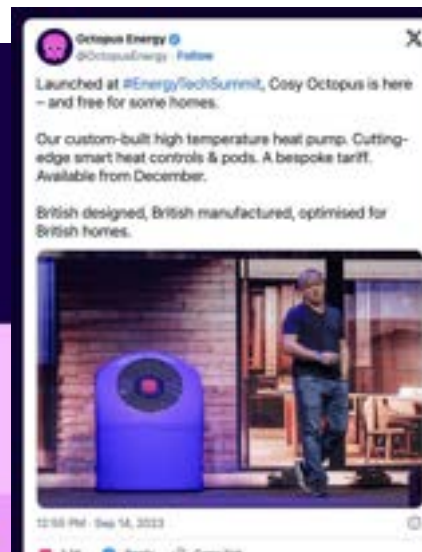 Octopus Energy
@OctopusEnergy · Follow
Launched at #EnergyTechSummit, Cosy Octopus is here
– and free for some homes.
Our custom-built high temperature heat pump. Cutting-
edge smart heat controls & pods. A bespoke tariff.
Available from December.
British designed, British manufactured, optimised for
British homes.
12:55 PM · Sep 14, 2023
Reply